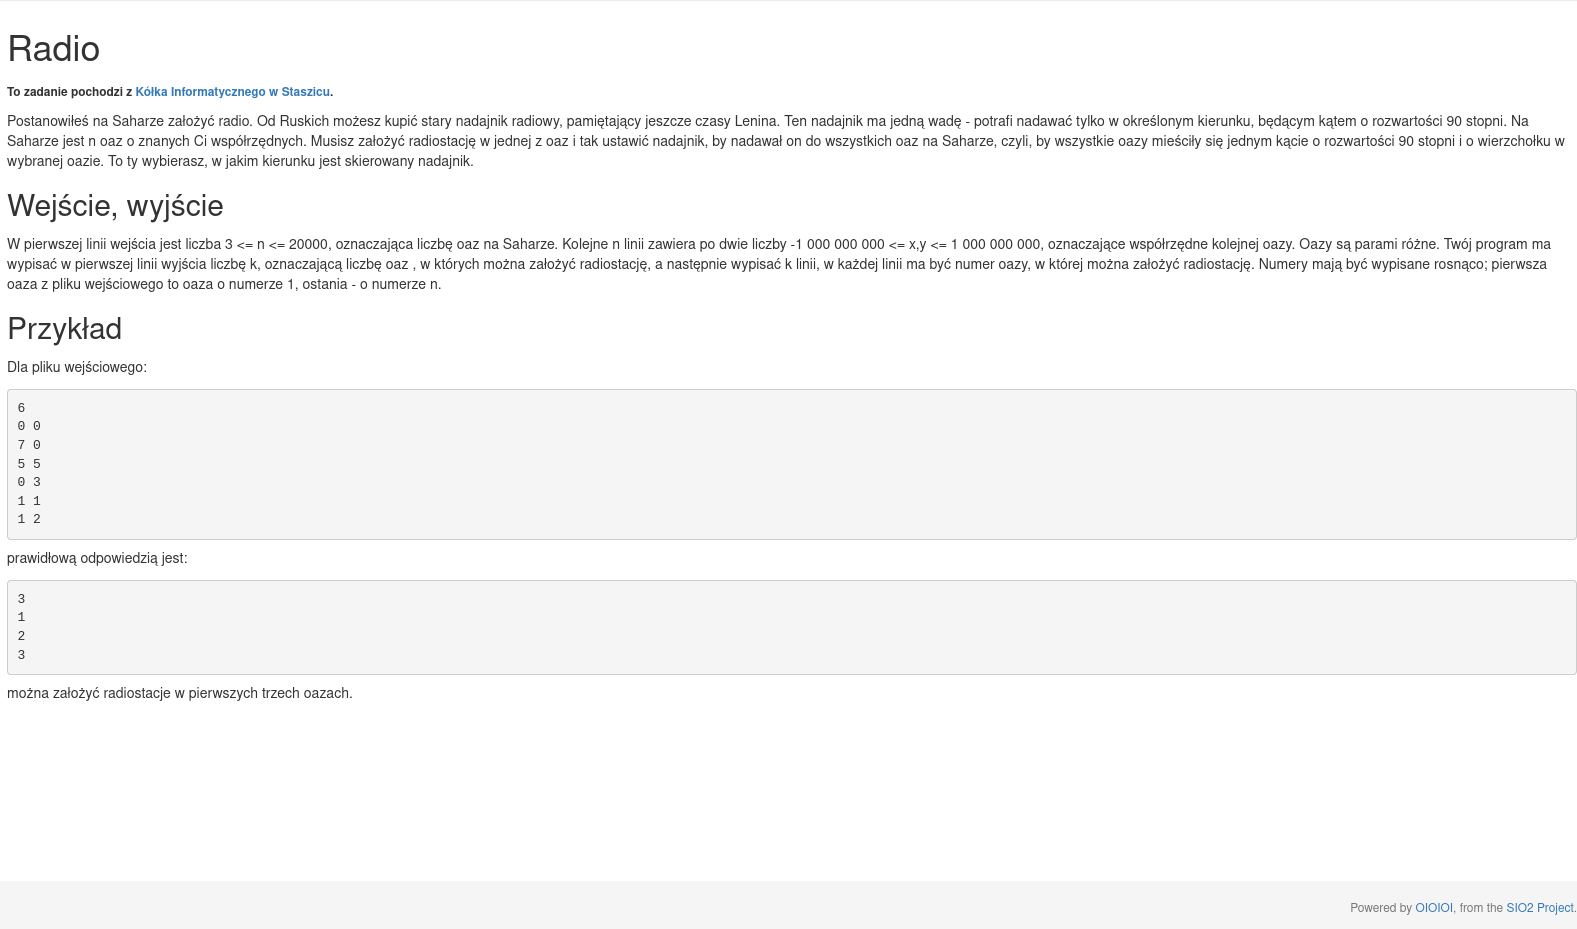 Radio
To zadanie pochodzi z Kółka Informatycznego w Staszicu.
Postanowiłeś na Saharze założyć radio. Od Ruskich możesz kupić stary nadajnik radiowy, pamiętający jeszcze czasy Lenina. Ten nadajnik ma jedną wadę - potrafi nadawać tylko w określonym kierunku, będącym kątem o rozwartości 90 stopni. Na
Saharze jest n oaz o znanych Ci współrzędnych. Musisz założyć radiostację w jednej z oaz i tak ustawić nadajnik, by nadawał on do wszystkich oaz na Saharze, czyli, by wszystkie oazy mieściły się jednym kącie o rozwartości 90 stopni i o wierzchołku w
wybranej oazie. To ty wybierasz, w jakim kierunku jest skierowany nadajnik.
Wejście, wyjście
W pierwszej linii wejścia jest liczba 3 <= n <= 20000, oznaczająca liczbę oaz na Saharze. Kolejne n linii zawiera po dwie liczby -1 000 000 000 <= x,y <= 1 000 000 000, oznaczające współrzędne kolejnej oazy. Oazy są parami różne. Twój program ma
wypisać w pierwszej linii wyjścia liczbę k, oznaczającą liczbę oaz , w których można założyć radiostację, a następnie wypisać k linii, w każdej linii ma być numer oazy, w której można założyć radiostację. Numery mają być wypisane rosnąco; pierwsza
oaza z pliku wejściowego to oaza o numerze 1, ostania - o numerze n.
Przykład
Dla pliku wejściowego:
6
0 0
7 0
5 5
0 3
1 1
1 2
prawidłową odpowiedzią jest:
3
1
2
3
można założyć radiostacje w pierwszych trzech oazach.
Powered by OIOIOI, from the SIO2 Project.